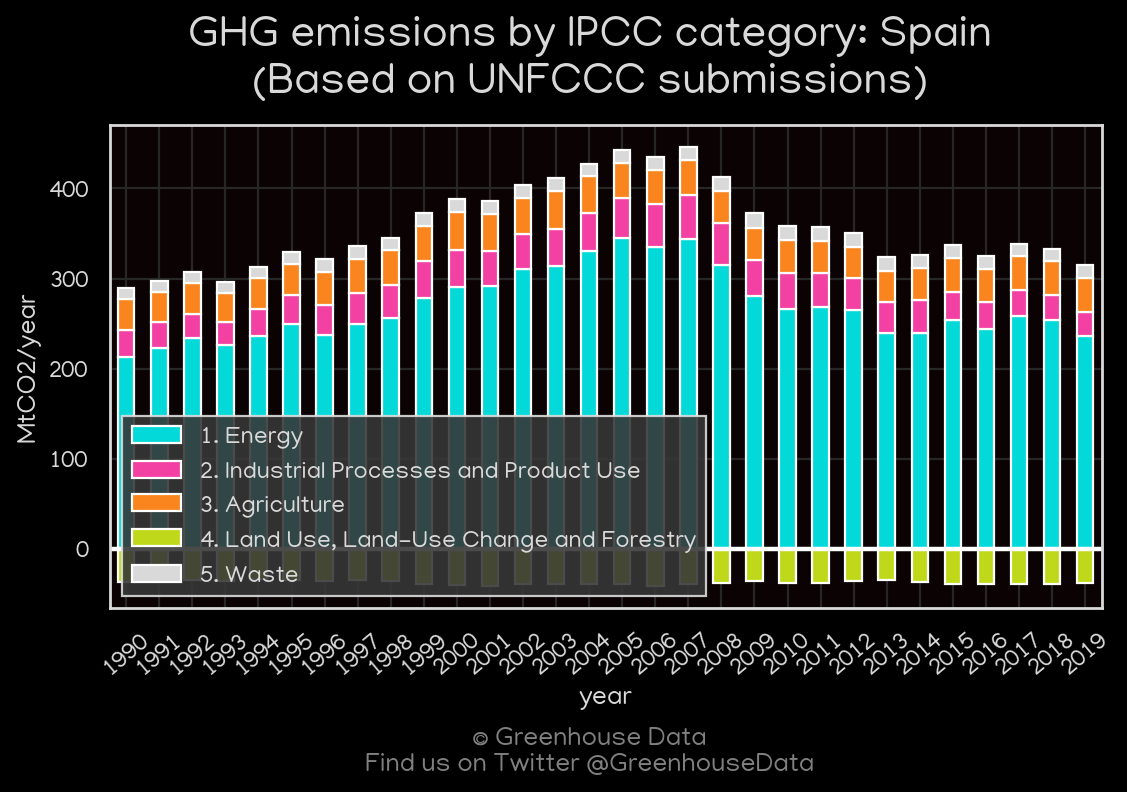 GHG emissions by IPCC category: Spain
(Based on UNFCCC submissions)
MtCO2/year
400
300
200
100
0
1. Energy
2. Industrial Processes and Product Use
3. Agriculture
4. Land Use, Land-Use Change and Forestry
5. Waste
1990 1991 1992 1993 1994 1995 1996 1997 1998 1999 2000 2001 2002 2003 2004 2005 2006 2007 2008 2009 2010 2011 2012 2013 2014 2015 2016 2017 2018 2019
year
© Greenhouse Data
Find us on Twitter @GreenhouseData